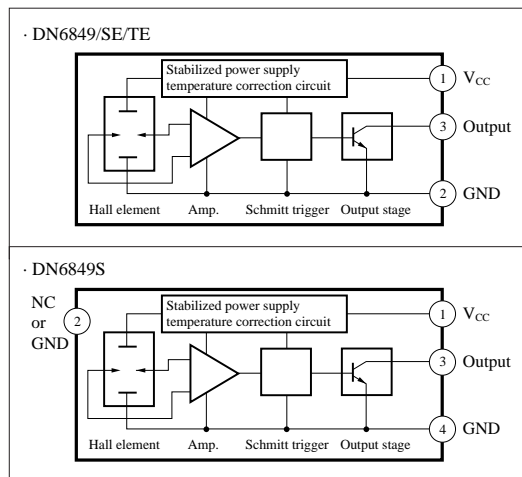 · DN6849/SE/TE
Stabilized power supply
temperature correction circuit
1 VCC
3 Output
2 GND
Hall element Amp. Schmitt trigger Output stage
· DN6849S
NC
or
GND
2
Stabilized power supply
temperature correction circuit
1 VCC
3 Output
4 GND
Hall element Amp. Schmitt trigger Output stage